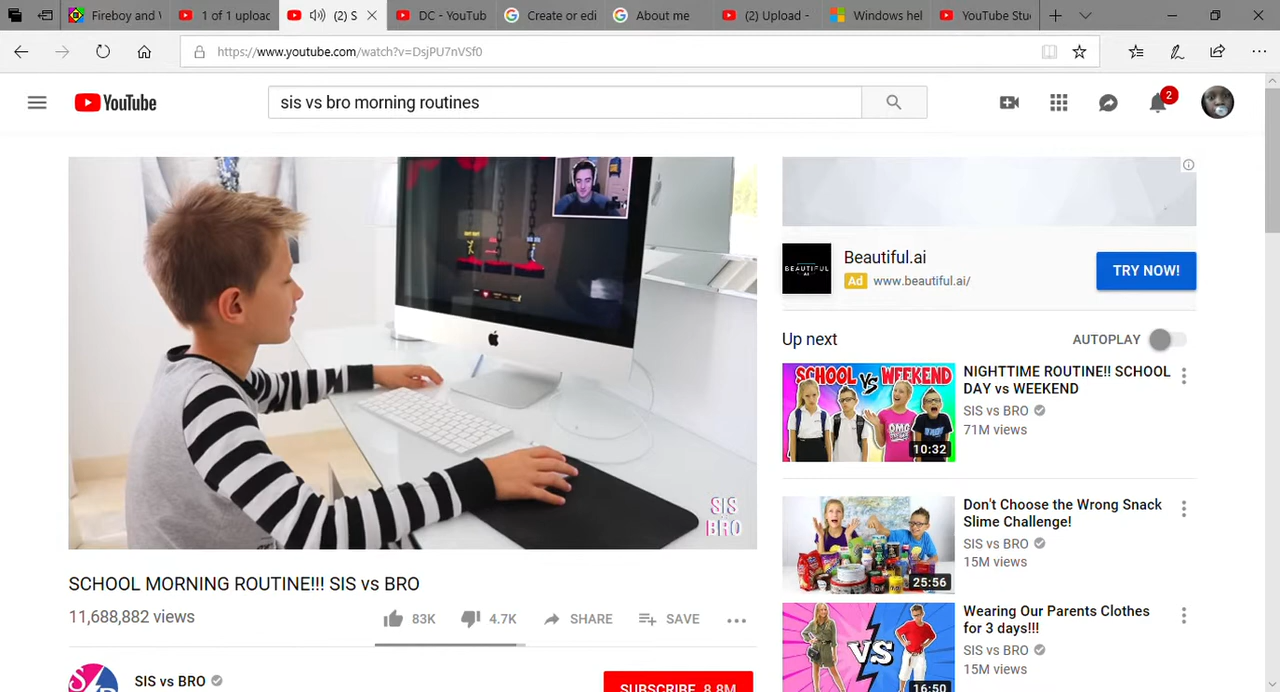 Fireboy and V
1 of 1 upload
(2) S
DC - YouTub
Create or edi
About me
(2) Upload -
Windows hel
YouTube Stu
https://www.youtube.com/watch?v=DsjPU7nVSf0
YouTube
sis vs bro morning routines
2
SIS
BRO
BEAUTIFUL
Beautiful.ai
Ad www.beautiful.ai/
TRY NOW!
Up next
AUTOPLAY
SCHOOL VS WEEKEND
OMG
10:32
NIGHTTIME ROUTINE!! SCHOOL
DAY vs WEEKEND
SIS vs BRO
71M views
25:56
Don't Choose the Wrong Snack
Slime Challenge!
SIS vs BRO
15M views
VS
16:50
Wearing Our Parents Clothes
for 3 days!!!
SIS vs BRO
15M views
SCHOOL MORNING ROUTINE!!! SIS vs BRO
11,688,882 views
83K
4.7K
SHARE
SAVE
SIS vs BRO
SUBSCRIBE 8.8M